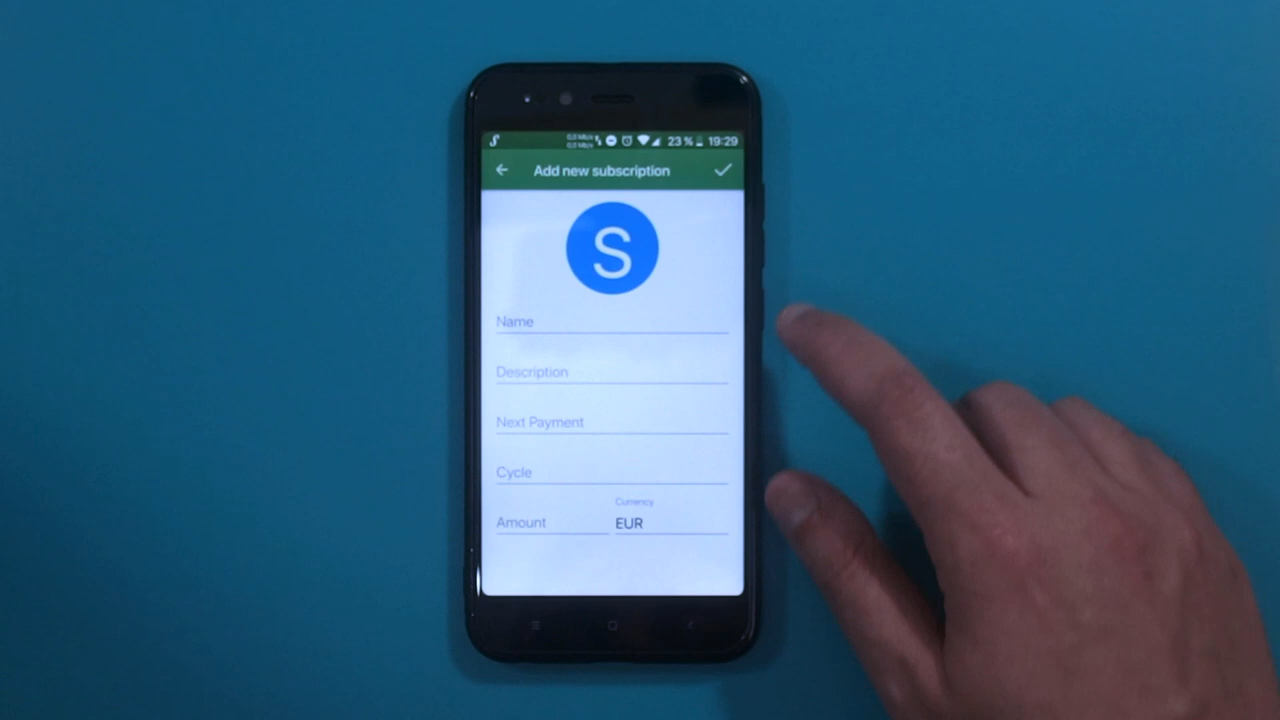 23 % 19:29
Add new subscription
S
Name
Description
Next Payment
Cycle
Currency
Amount EUR